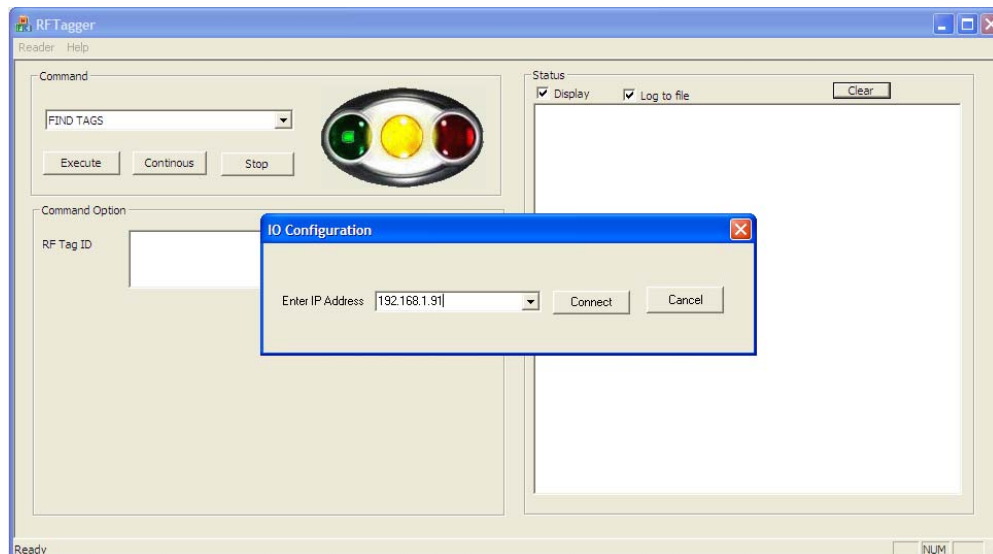 RFTagger
Reader Help
Command
FIND TAGS
Execute Continous Stop
Command Option
RF Tag ID
Status
Display Log to file Clear
IO Configuration
Enter IP Address 192.168.1.91 Connect Cancel
Ready NUM